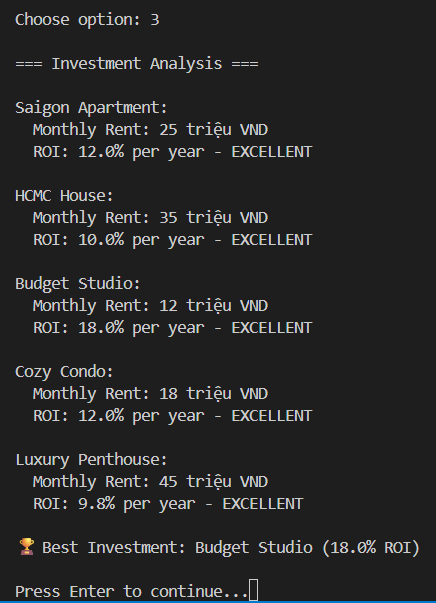 Choose option: 3
=== Investment Analysis ===
Saigon Apartment:
Monthly Rent: 25 triệu VND
ROI: 12.0% per year - EXCELLENT
HCMC House:
Monthly Rent: 35 triệu VND
ROI: 10.0% per year - EXCELLENT
Budget Studio:
Monthly Rent: 12 triệu VND
ROI: 18.0% per year - EXCELLENT
Cozy Condo:
Monthly Rent: 18 triệu VND
ROI: 12.0% per year - EXCELLENT
Luxury Penthouse:
Monthly Rent: 45 triệu VND
ROI: 9.8% per year - EXCELLENT
🏆 Best Investment: Budget Studio (18.0% ROI)
Press Enter to continue...